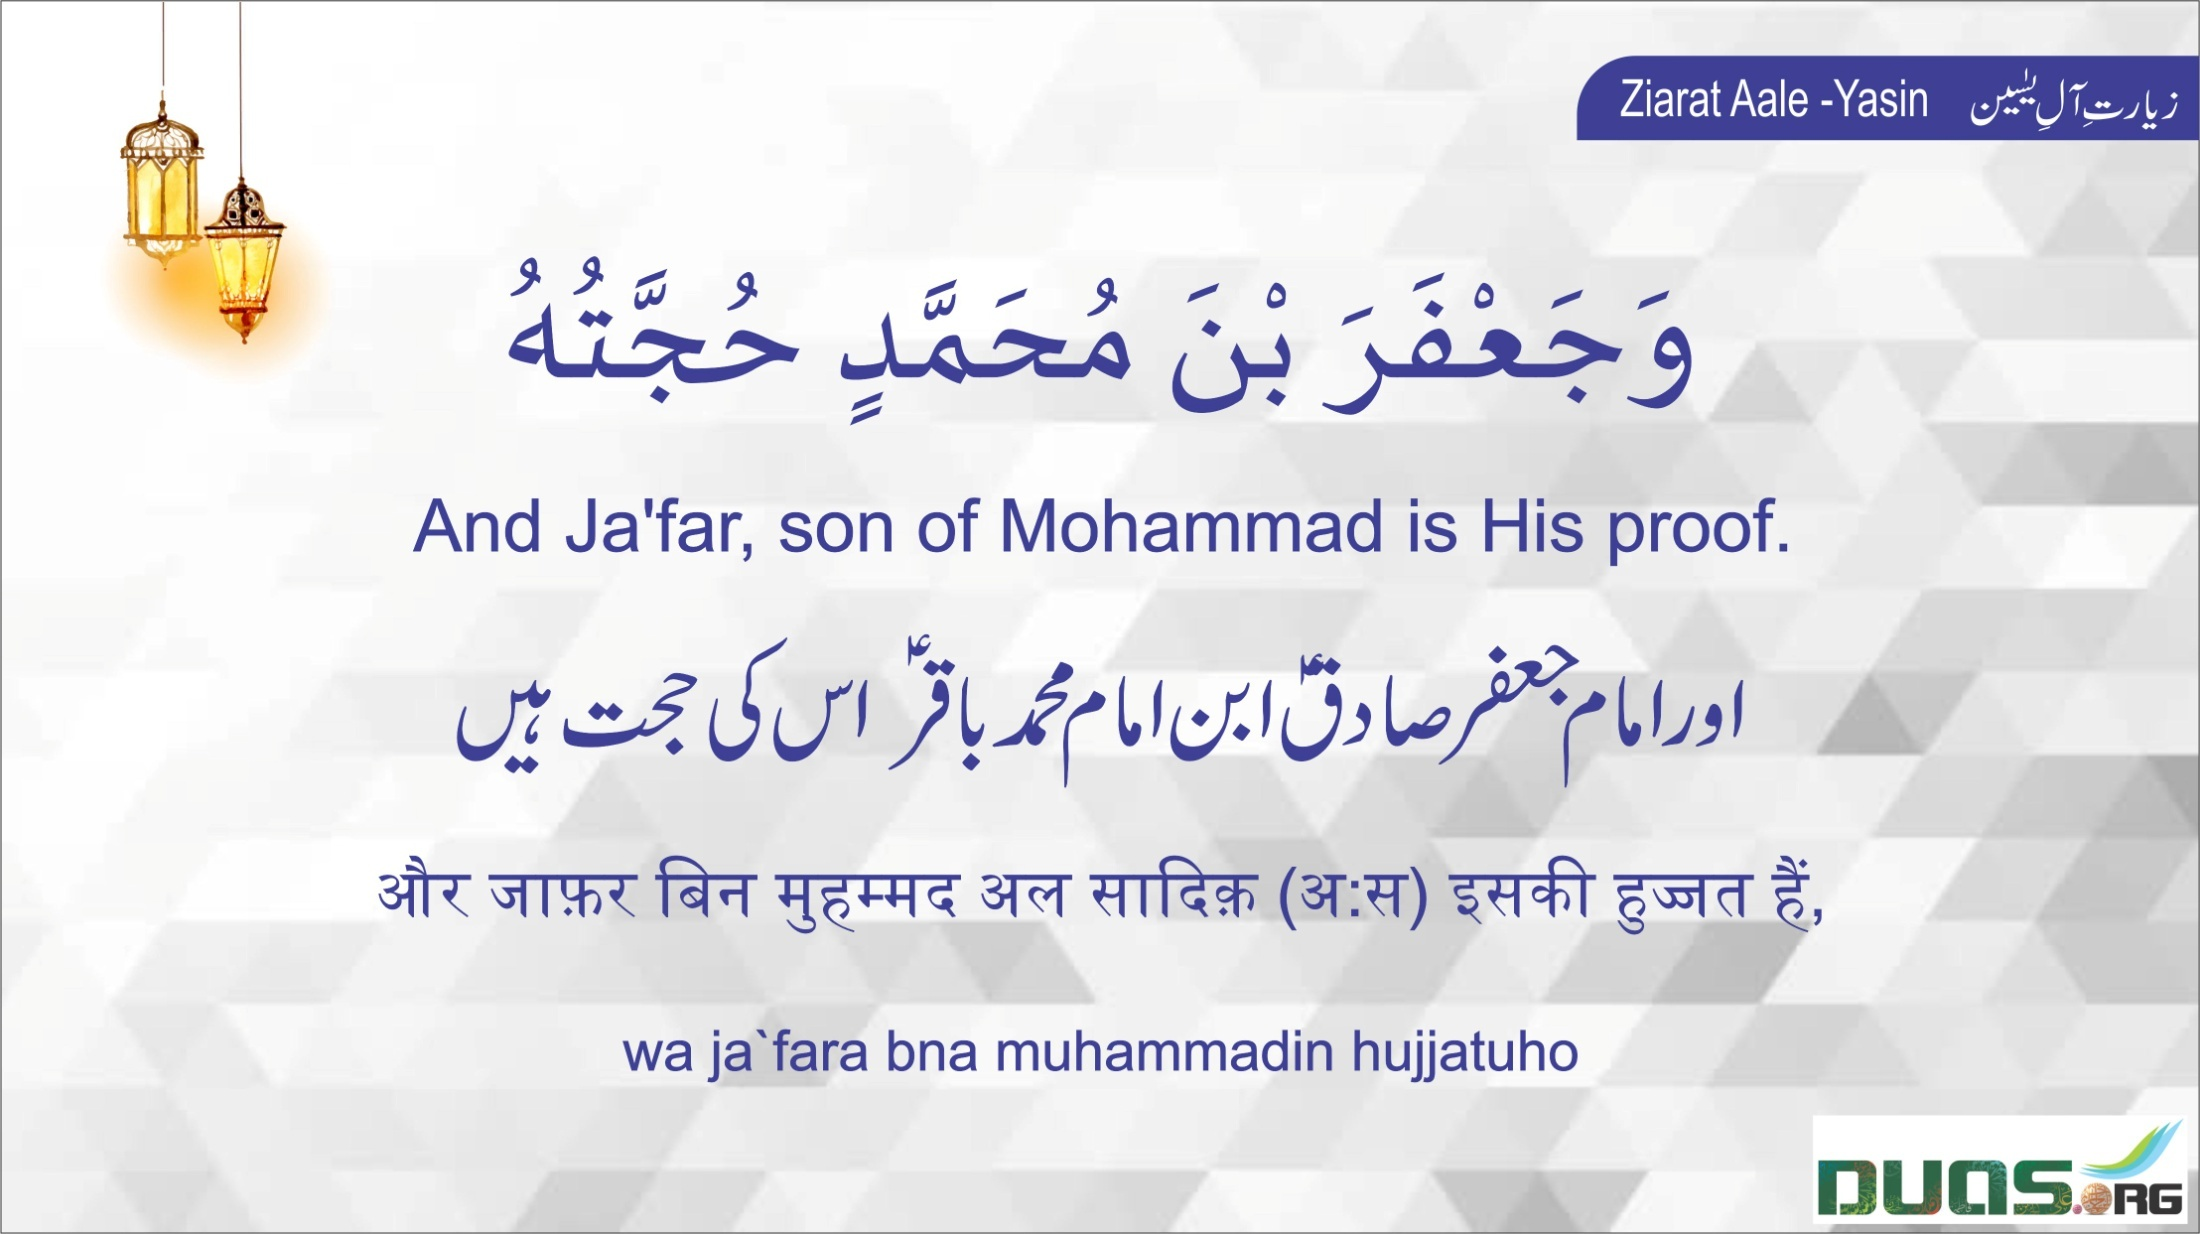 Ziarat Aale -Yasin زیارتِ آلِ یٰسین
وَجَعْفَرَ بْنَ مُحَمَّدٍ حُجَّتُهُ
And Ja'far, son of Mohammad is His proof.
اور امام جعفر صادقؑ ابن امام محمد باقرؑ اس کی حجت ہیں
और जाफ़र बिन मुहम्मद अल सादिक़ (अ:स) इसकी हुज्जत हैं,
wa ja`fara bna muhammadin hujjatuho
DUAS.ORG